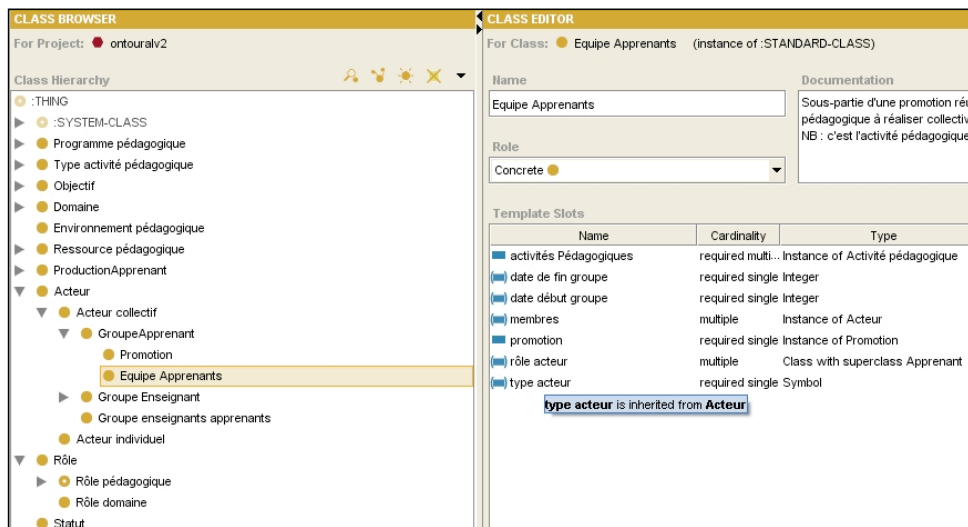 CLASS BROWSER
For Project: ontouralv2
Class Hierarchy
:THING
:SYSTEM-CLASS
Programme pédagogique
Type activité pédagogique
Objectif
Domaine
Environnement pédagogique
Ressource pédagogique
ProductionApprenant
Acteur
Acteur collectif
GroupeApprenant
Promotion
Equipe Apprenants
Groupe Enseignant
Groupe enseignants apprenants
Acteur individuel
Rôle
Rôle pédagogique
Rôle domaine
Statut
CLASS EDITOR
For Class: Equipe Apprenants (instance of :STANDARD-CLASS)
Name
Equipe Apprenants
Documentation
Sous-partie d'une promotion ré
pédagogique à réaliser collectiv
NB : c'est l'activité pédagogique
Role
Concrete
Template Slots
Name Cardinality Type
activités Pédagogiques required multi... Instance of Activité pédagogique
date de fin groupe required single Integer
date début groupe required single Integer
membres multiple Instance of Acteur
promotion required single Instance of Promotion
rôle acteur multiple Class with superclass Apprenant
type acteur required single Symbol
type acteur is inherited from Acteur